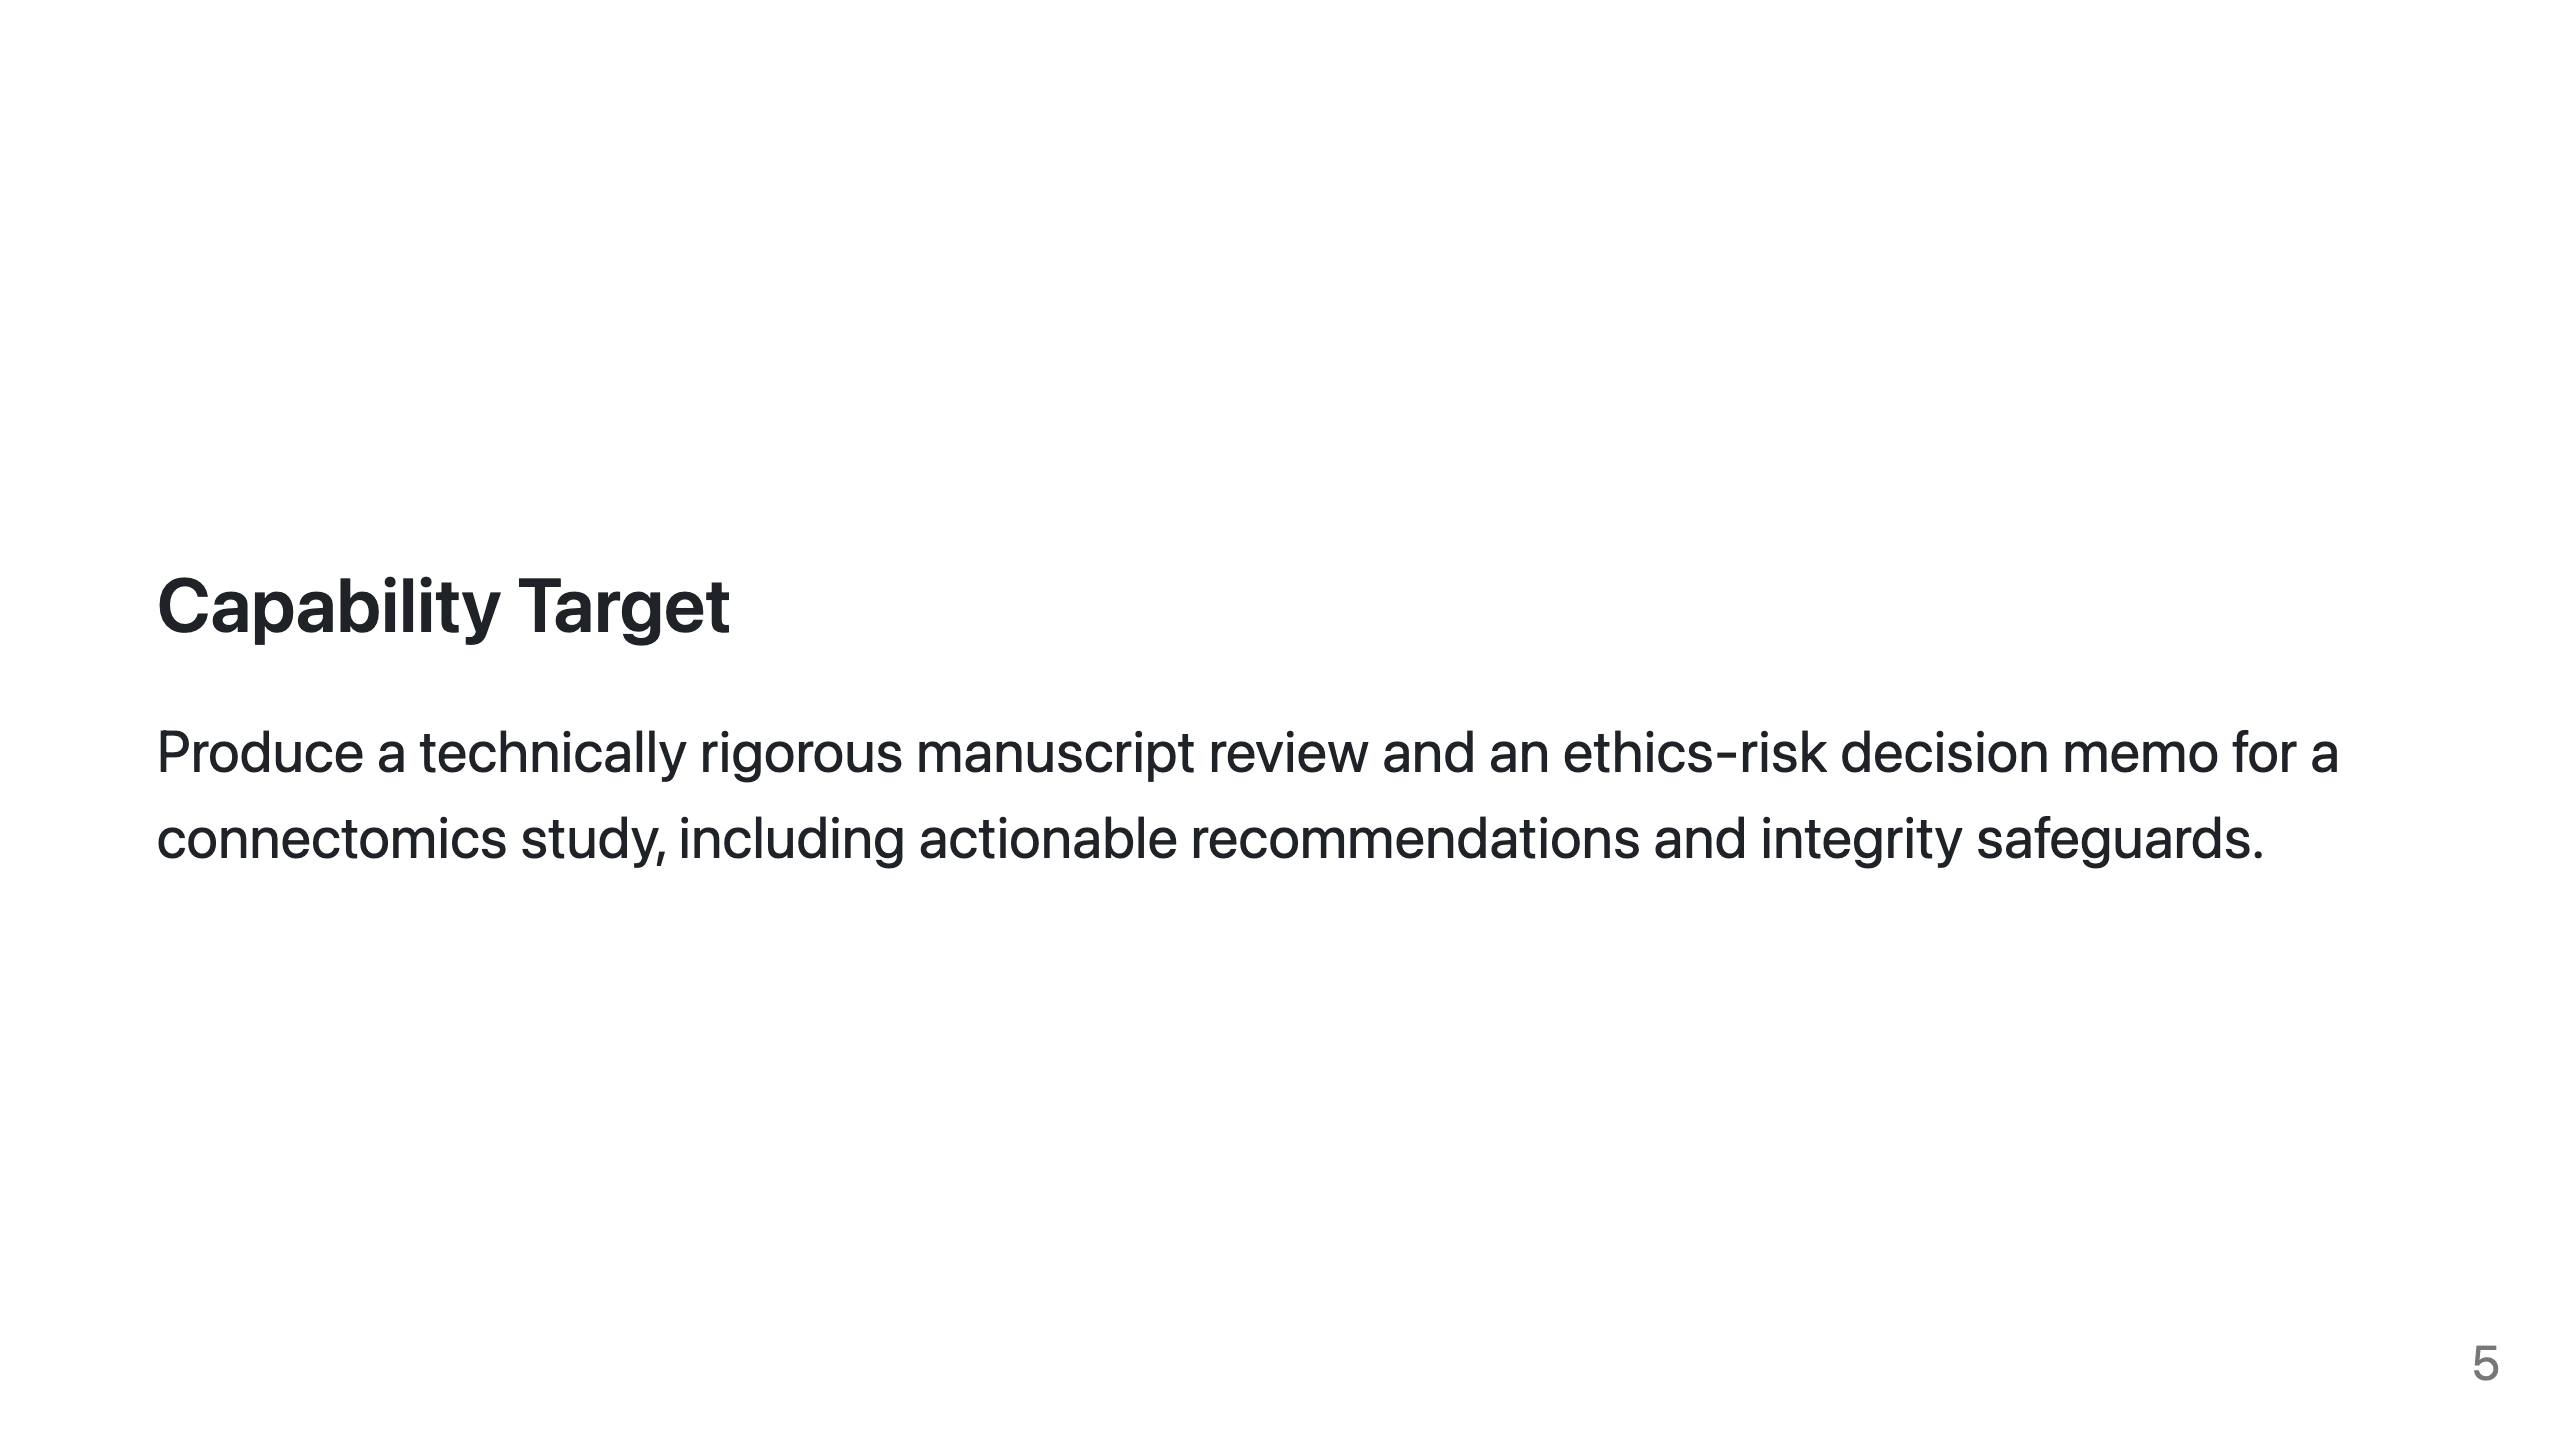 Capability Target
Produce a technically rigorous manuscript review and an ethics-risk decision memo for a
connectomics study, including actionable recommendations and integrity safeguards.
5